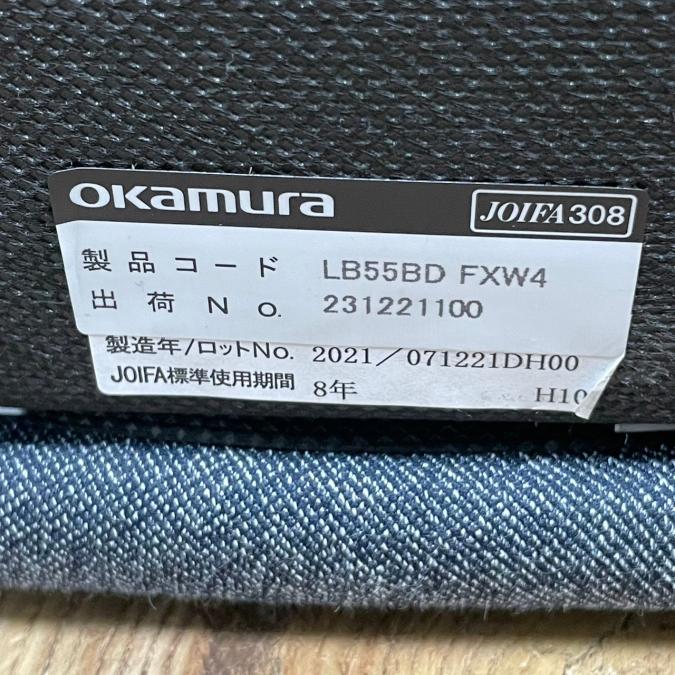 okamura
JOIFA308
製品コード LB55BD FXW4
出荷No. 231221100
製造年/ロットNo. 2021/071221DH00
JOIFA標準使用期間 8年 H10